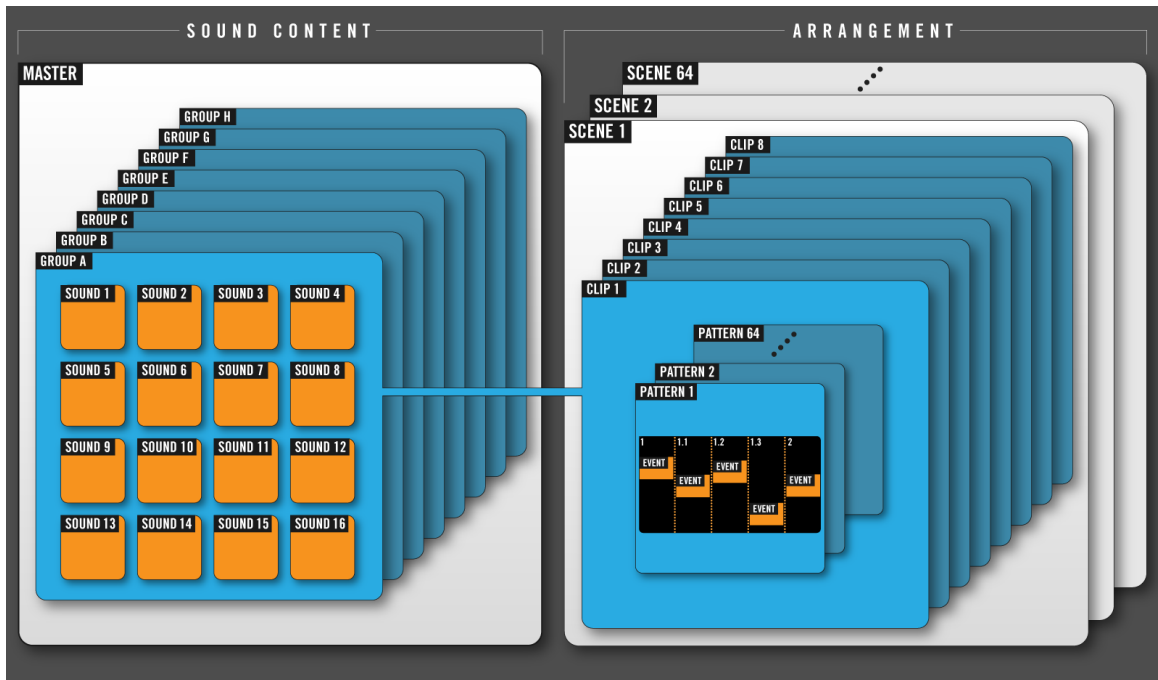 SOUND CONTENT
MASTER
GROUP H
GROUP G
GROUP F
GROUP E
GROUP D
GROUP C
GROUP B
GROUP A
SOUND 1 SOUND 2 SOUND 3 SOUND 4
SOUND 5 SOUND 6 SOUND 7 SOUND 8
SOUND 9 SOUND 10 SOUND 11 SOUND 12
SOUND 13 SOUND 14 SOUND 15 SOUND 16
ARRANGEMENT
SCENE 64
SCENE 2
SCENE 1
CLIP 8
CLIP 7
CLIP 6
CLIP 5
CLIP 4
CLIP 3
CLIP 2
CLIP 1
PATTERN 64
PATTERN 2
PATTERN 1
1 1.1 1.2 1.3 2
EVENT EVENT EVENT EVENT EVENT